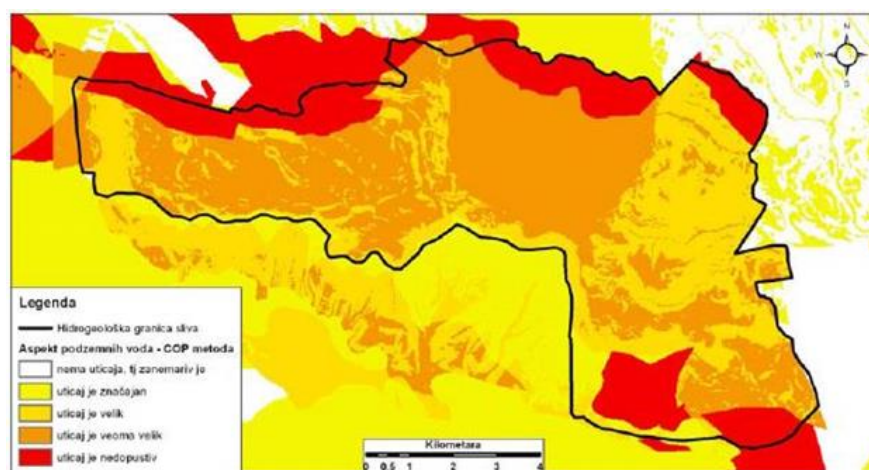 N
W
S
Legenda
Hidrogeološka granica sliva
Aspekt podzemnih voda - COP metoda
nema uticaja, tj zanemariv je
uticaj je značajan
uticaj je velik
uticaj je veoma velik
uticaj je nedopustiv
Kilometara
0 0.5 1 2 3 4